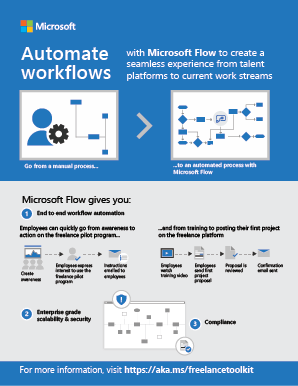 Microsoft
Automate
workflows
with Microsoft Flow to create a
seamless experience from talent
platforms to current work streams
Go from a manual process...
...to an automated process with
Microsoft Flow
Microsoft Flow gives you:
1 End to end workflow automation
Employees can quickly go from awareness to
action on the freelance pilot program...
Create
awareness
Employees express
interest to use the
freelance pilot
program
Instructions
emailed to
employees
...and from training to posting their first project
on the freelance platform
Employees
watch
training video
Employees
send first
project
proposal
Proposal is
reviewed
Confirmation
email sent
2 Enterprise grade
scalability & security
1
3 Compliance
For more information, visit https://aka.ms/freelancetoolkit